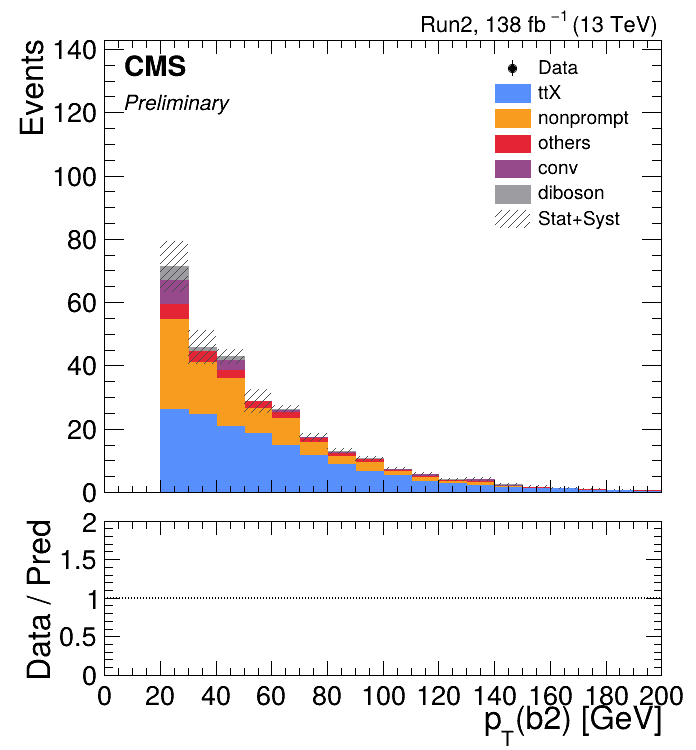 Run2, 138 fb⁻¹ (13 TeV)
CMS
Preliminary
Events
140
120
100
80
60
40
20
0
Data
ttX
nonprompt
others
conv
diboson
Stat+Syst
Data / Pred
2
1.5
1
0.5
0
0 20 40 60 80 100 120 140 160 180 200
p_T(b2) [GeV]